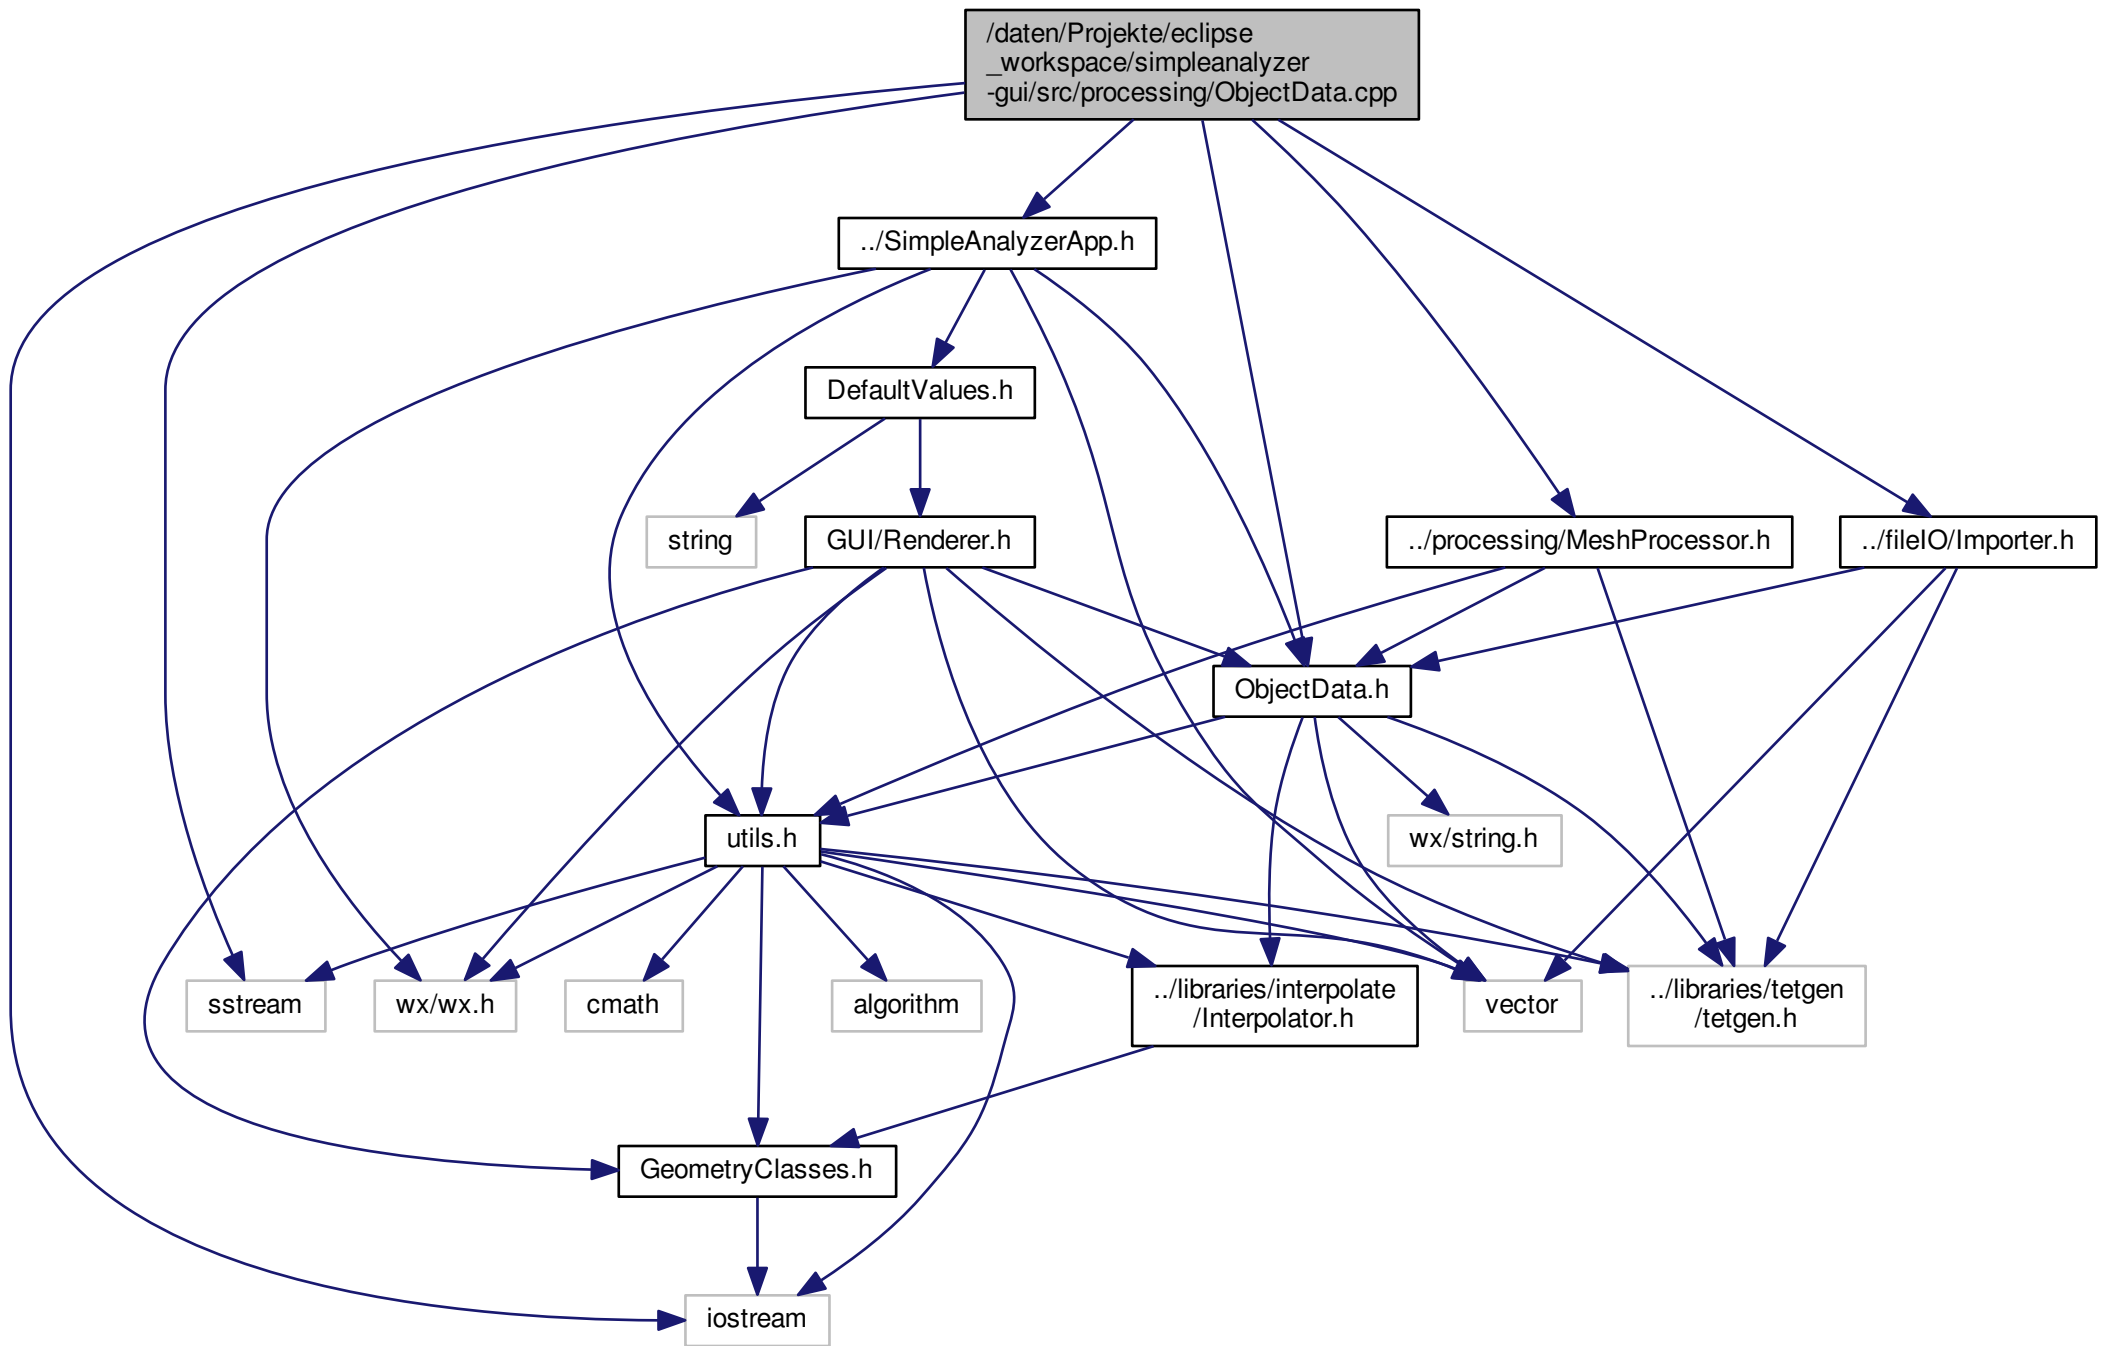 /daten/Projekte/eclipse
_workspace/simpleanalyzer
-gui/src/processing/ObjectData.cpp
../SimpleAnalyzerApp.h
DefaultValues.h
string
GUI/Renderer.h
../processing/MeshProcessor.h
../fileIO/Importer.h
ObjectData.h
utils.h
wx/string.h
sstream
wx/wx.h
cmath
algorithm
../libraries/interpolate
/Interpolator.h
vector
../libraries/tetgen
/tetgen.h
GeometryClasses.h
iostream